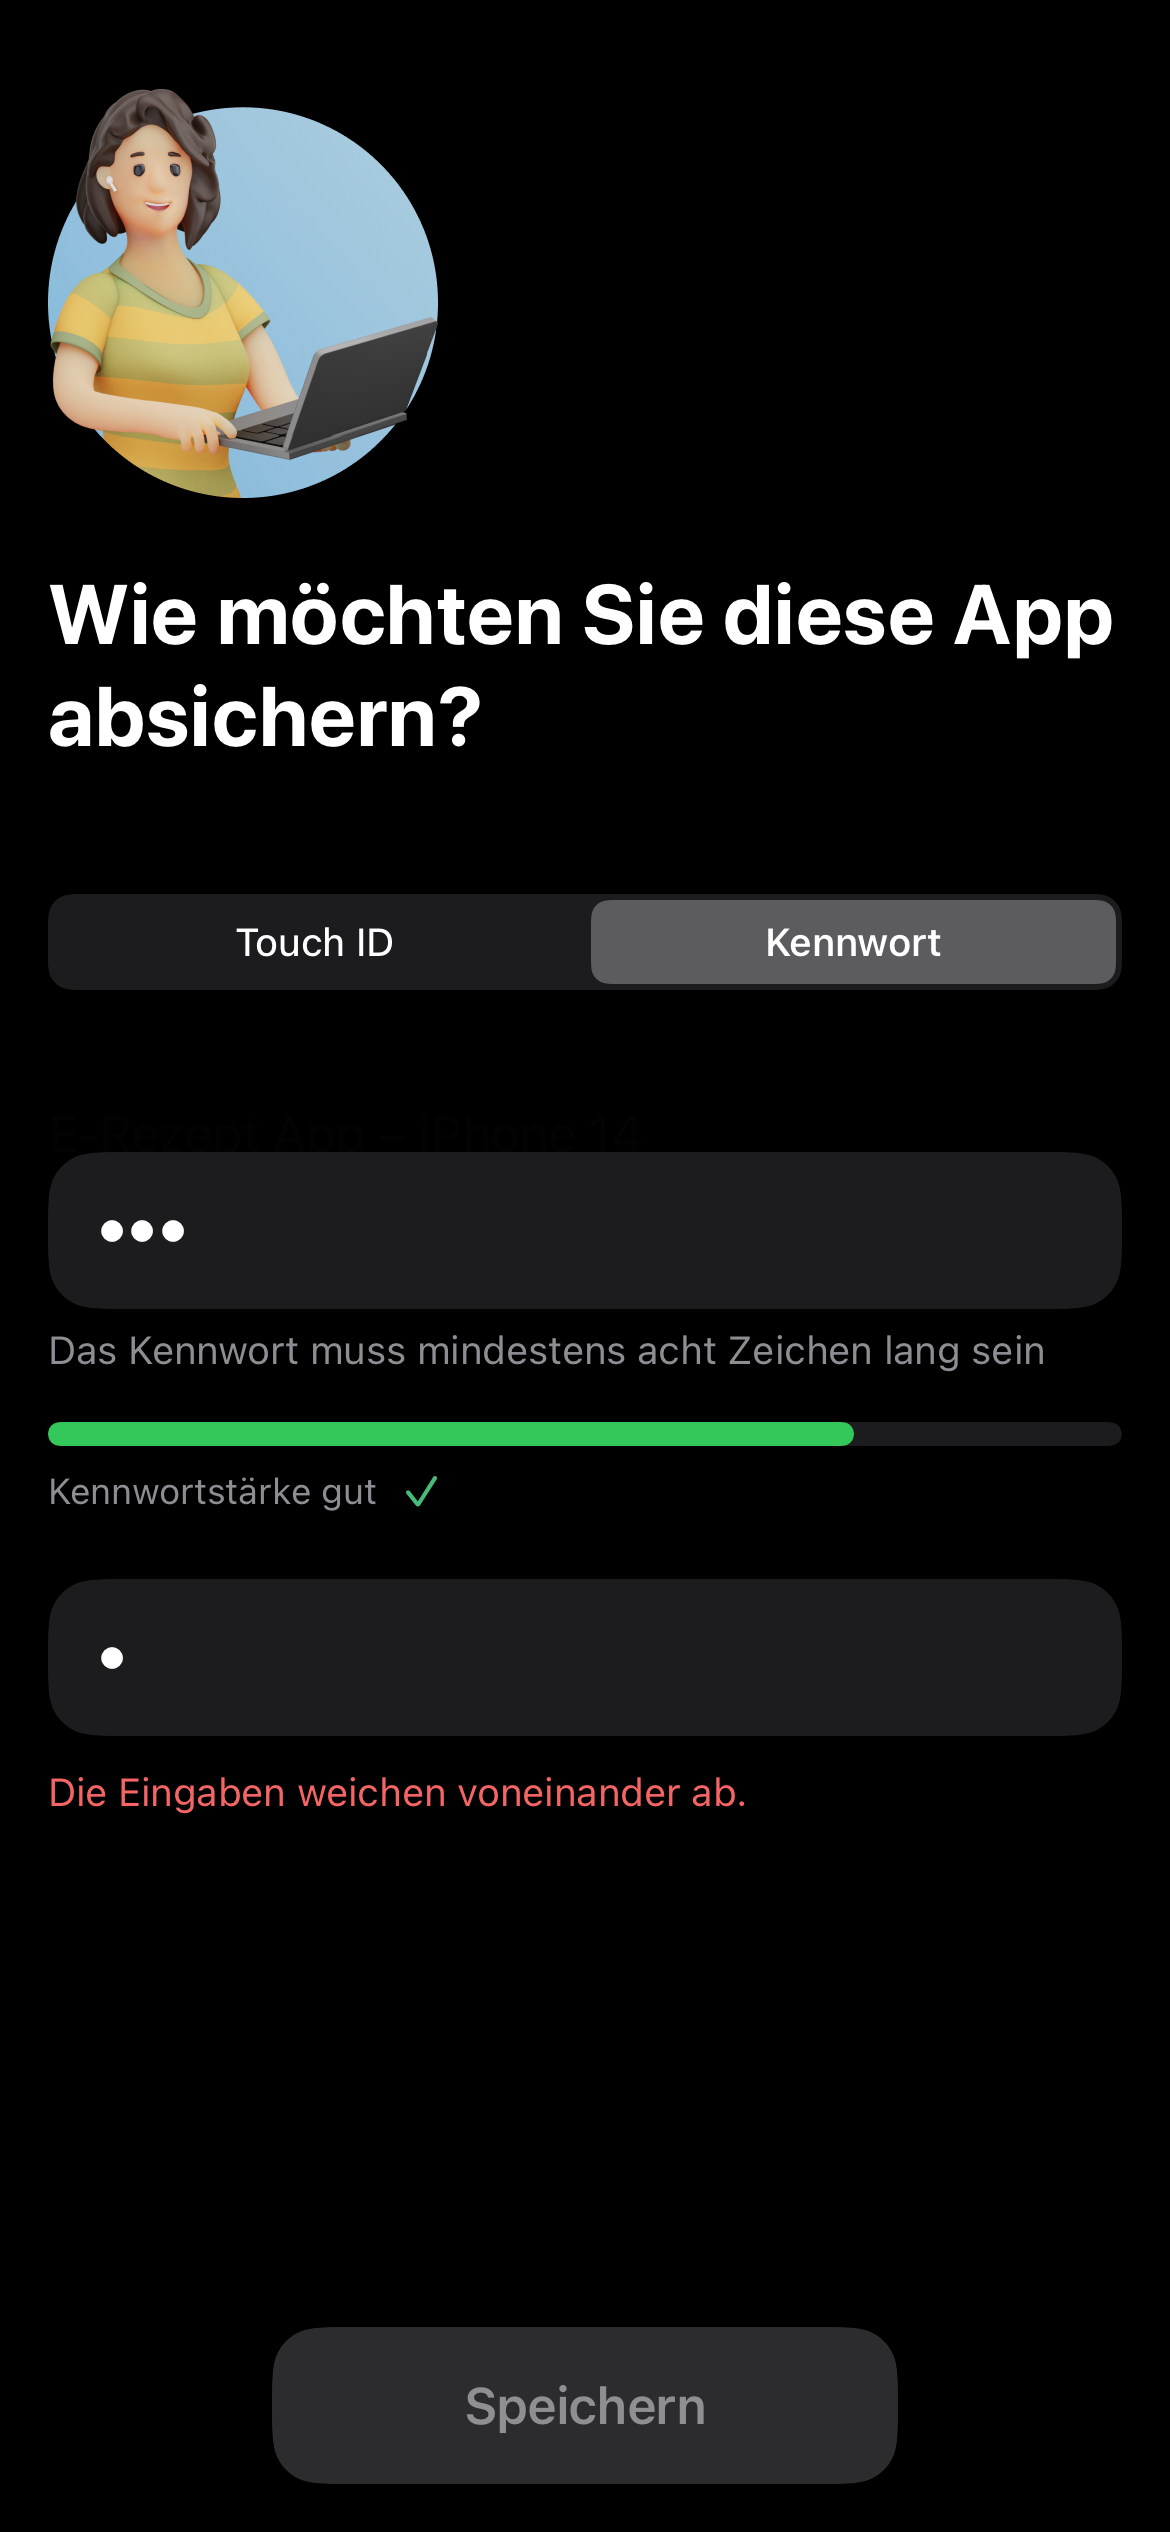 Wie möchten Sie diese App
absichern?
Touch ID
Kennwort
E-Rezept App – iPhone 14
Das Kennwort muss mindestens acht Zeichen lang sein
Kennwortstärke gut
Die Eingaben weichen voneinander ab.
Speichern